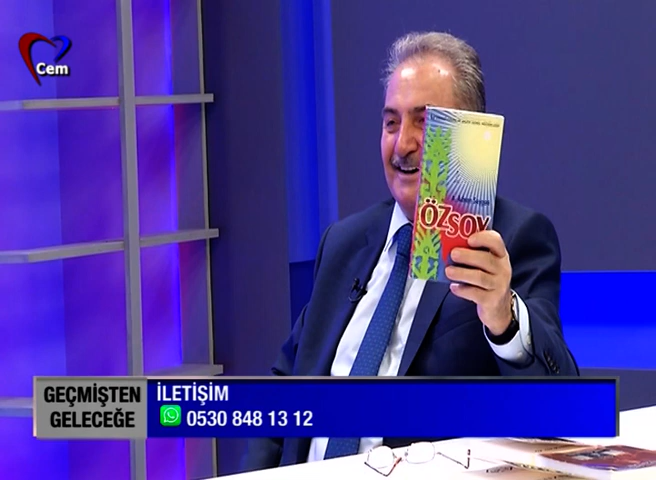 Cem
ÖZSOY
GEÇMİŞTEN
GELECEĞE
İLETİŞİM
0530 848 13 12